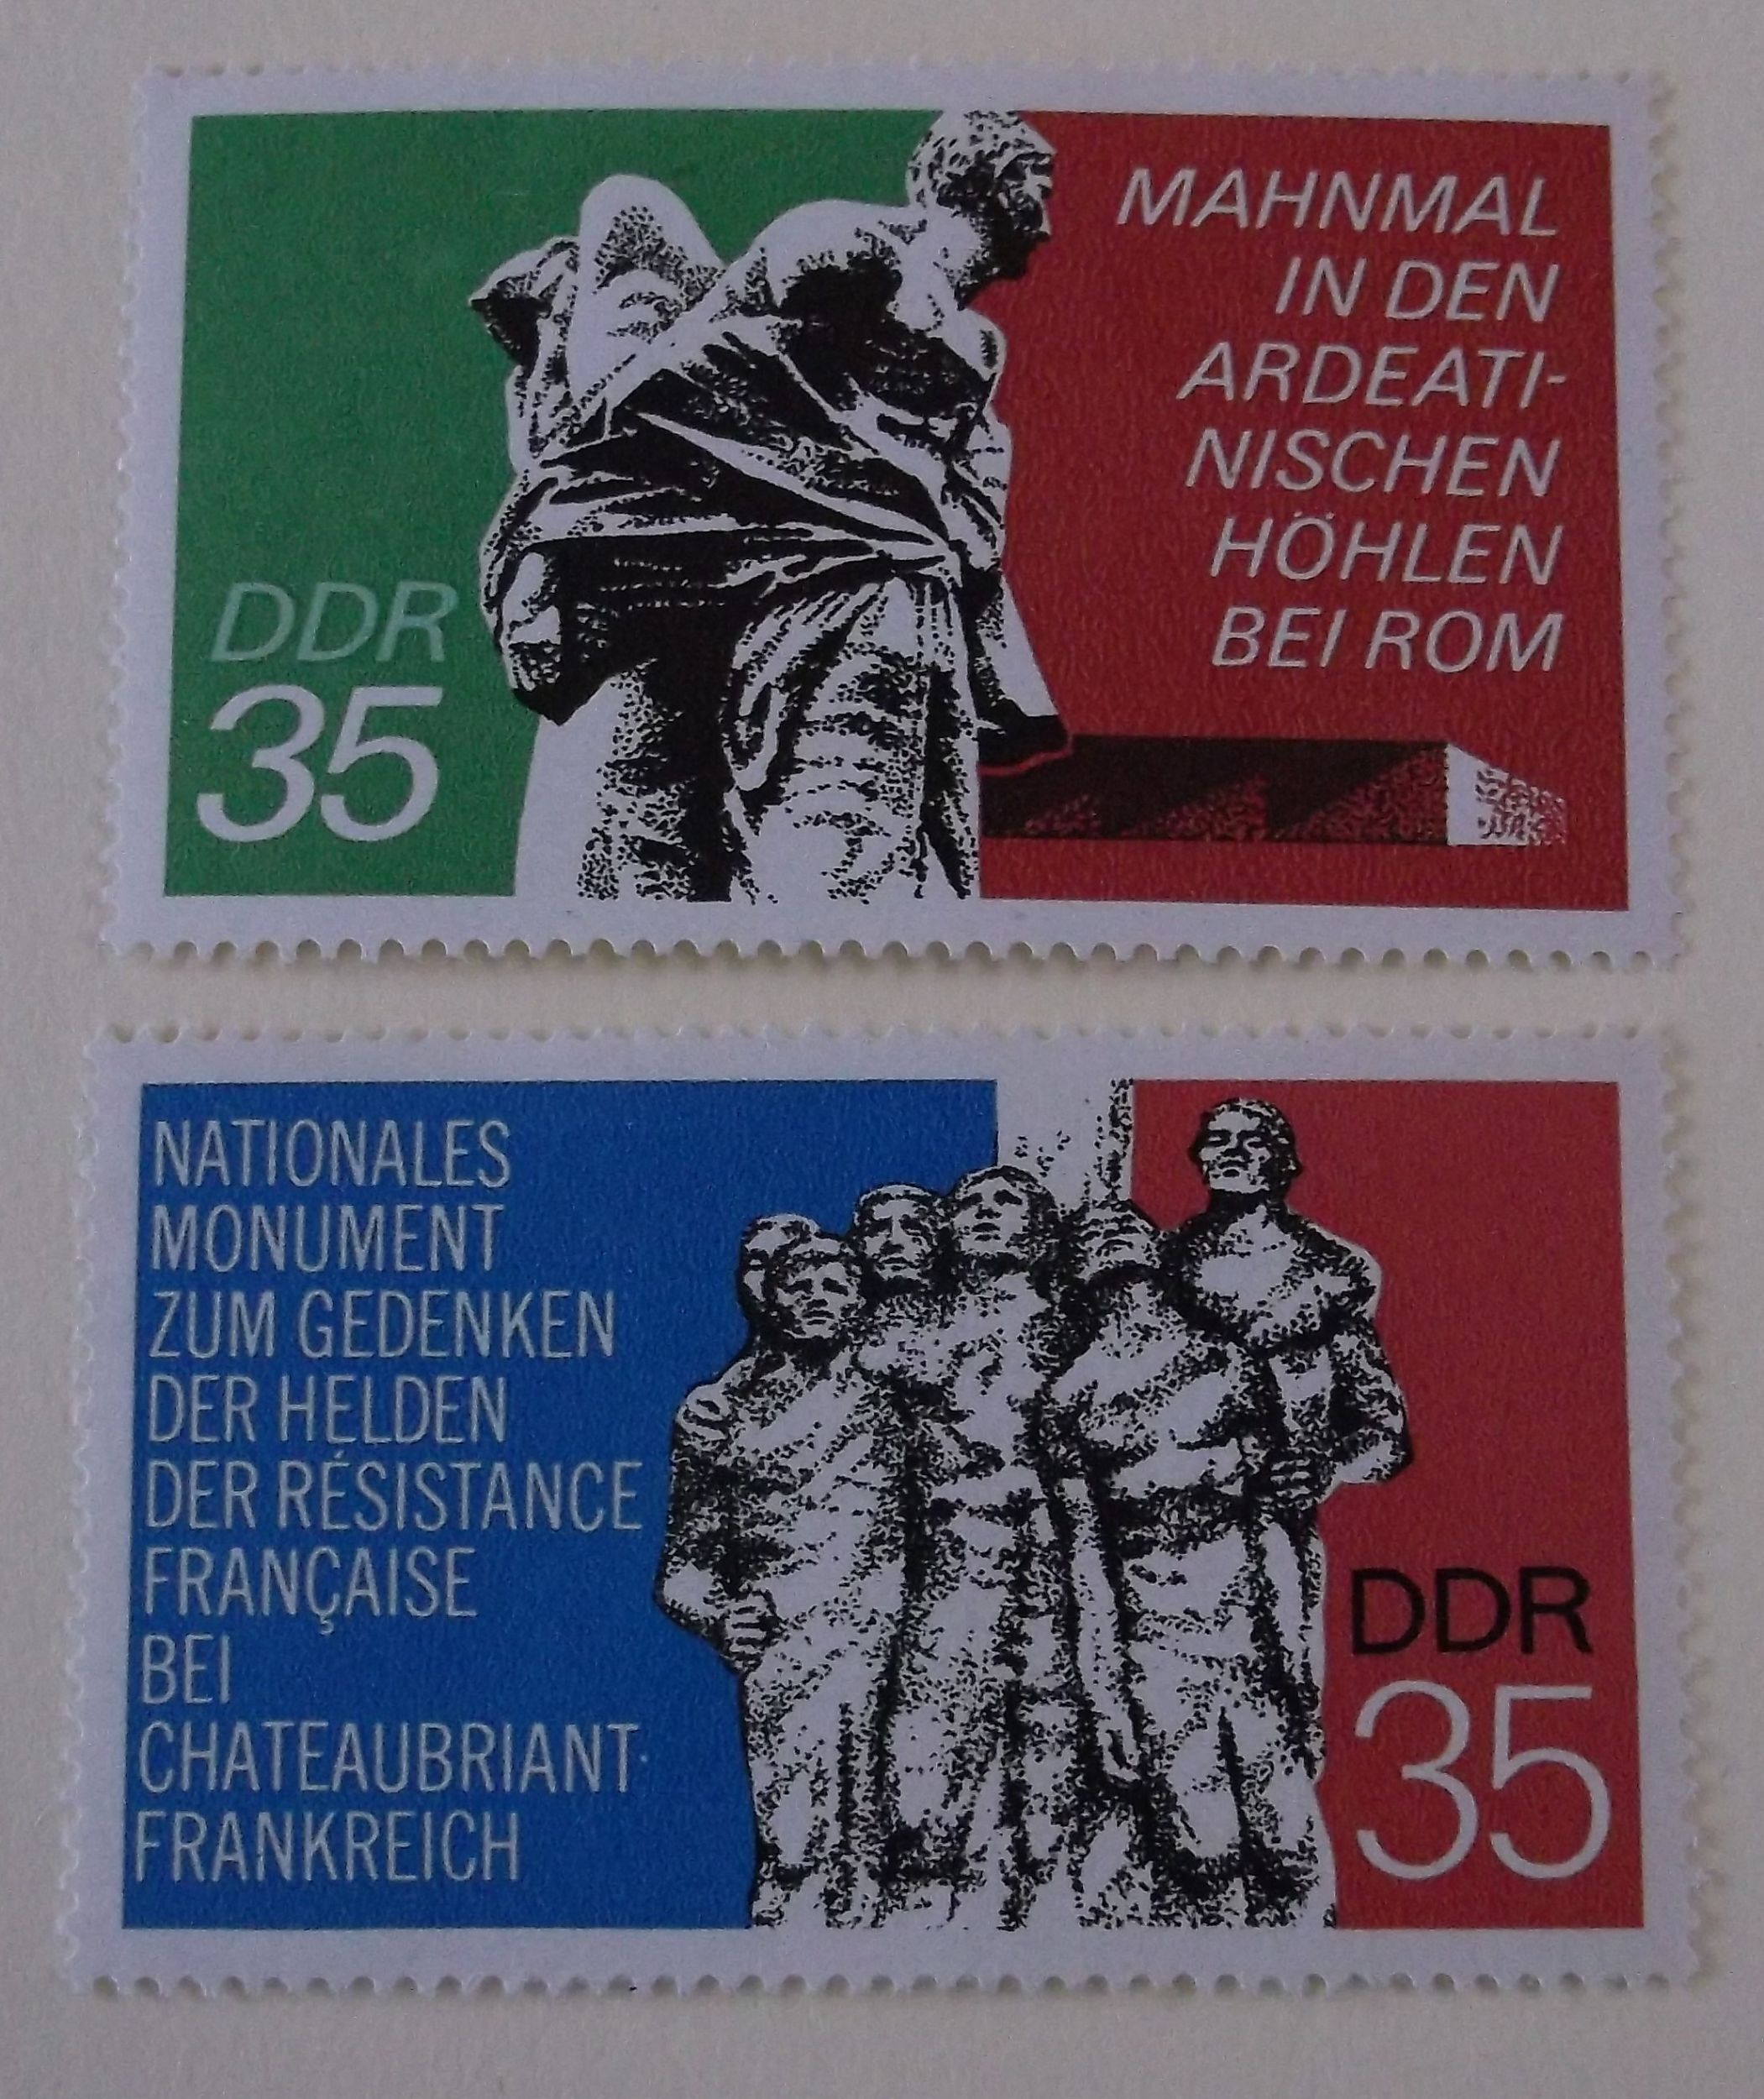 MAHNMAL
IN DEN
ARDEATI-
NISCHEN
HÖHLEN
BEI ROM
DDR
35
NATIONALES
MONUMENT
ZUM GEDENKEN
DER HELDEN
DER RÉSISTANCE
FRANÇAISE
BEI
CHATEAUBRIANT
FRANKREICH
DDR
35